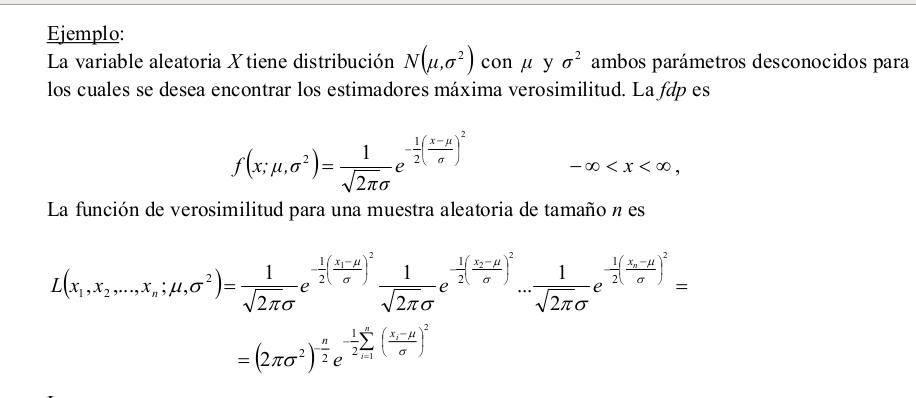 Ejemplo:
La variable aleatoria X tiene distribución N(μ,σ²) con μ y σ² ambos parámetros desconocidos para
los cuales se desea encontrar los estimadores máxima verosimilitud. La fdp es
f(x;μ,σ²)= 1/(√2π σ) e^{-1/2((x-μ)/σ)²} -∞ < x < ∞ ,
La función de verosimilitud para una muestra aleatoria de tamaño n es
L(x₁,x₂,...,xₙ;μ,σ²)= 1/(√2π σ) e^{-1/2((x₁-μ)/σ)²} 1/(√2π σ) e^{-1/2((x₂-μ)/σ)²} ... 1/(√2π σ) e^{-1/2((xₙ-μ)/σ)²} =
= (2πσ²)^{-n/2} e^{-1/2 ∑_{i=1}^{n} ((xᵢ-μ)/σ)²}